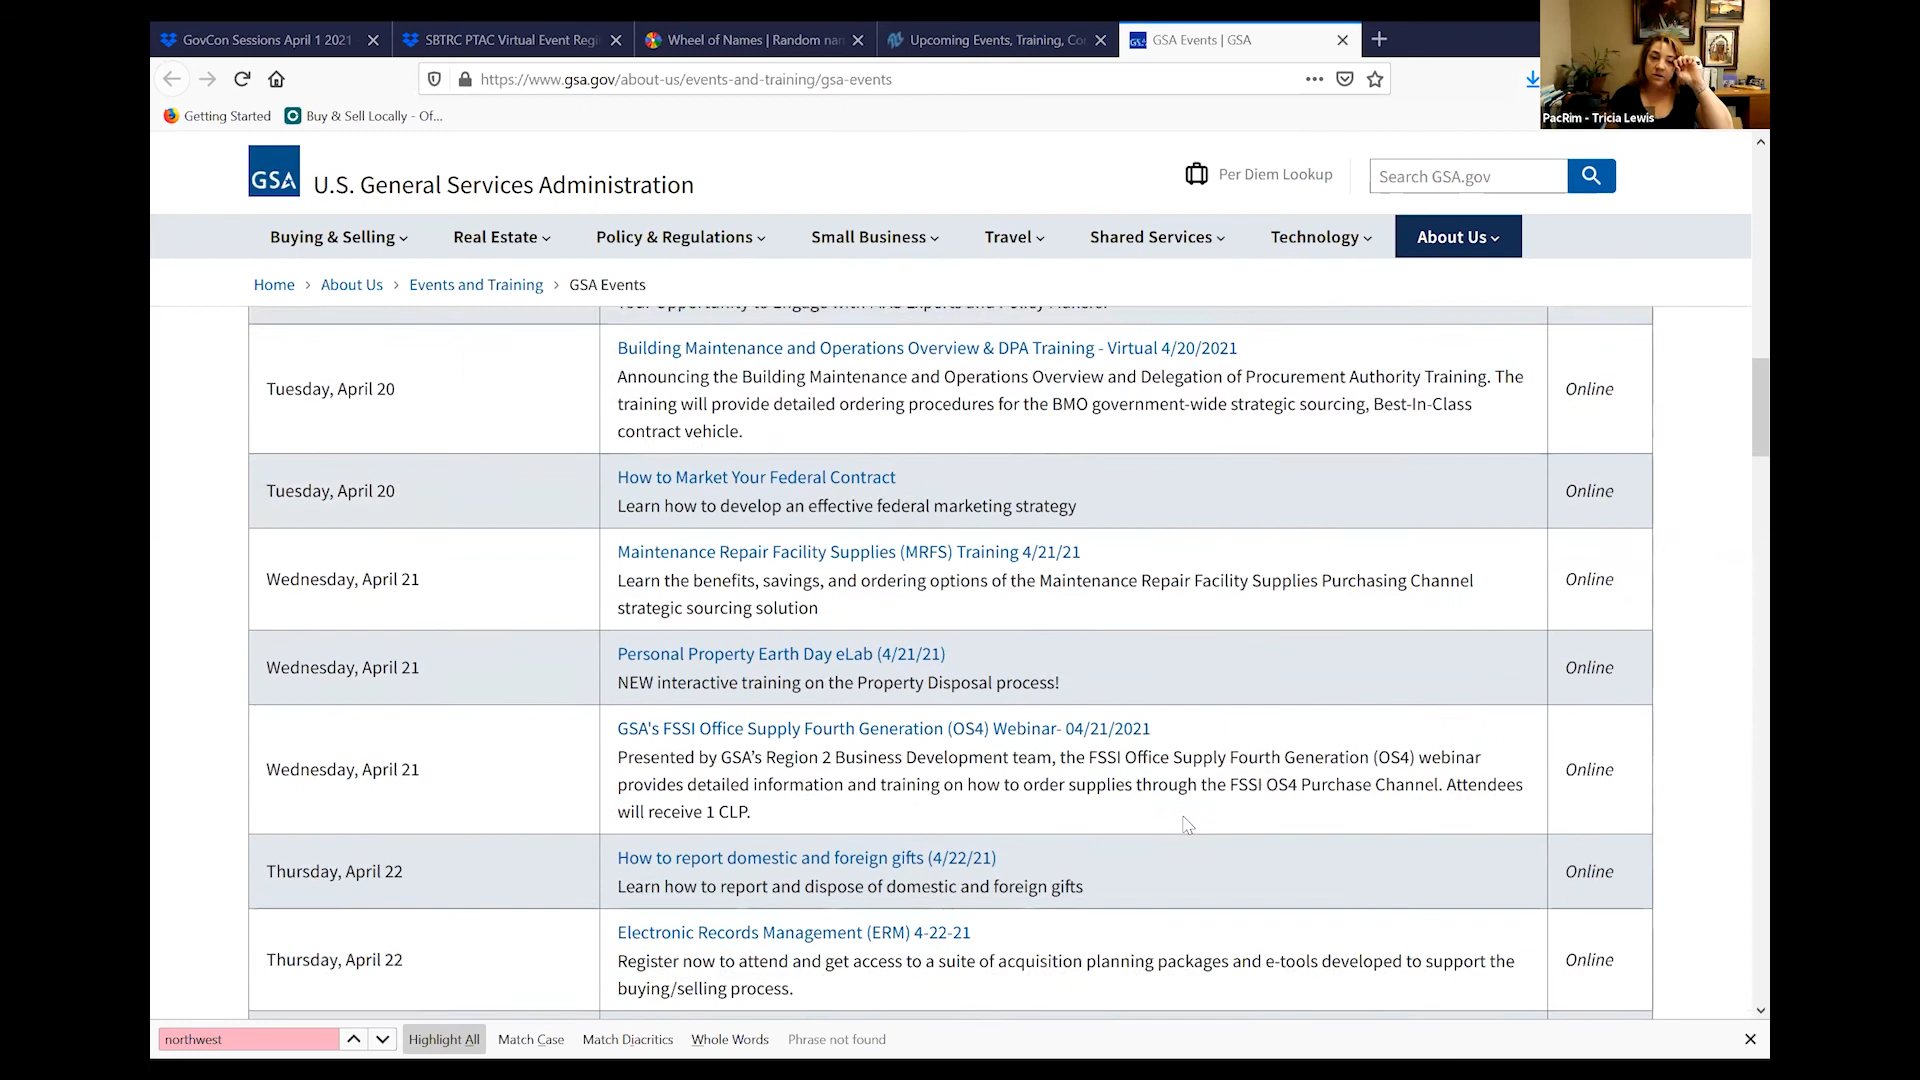 GovCon Sessions April 1 2021
SBTRC PTAC Virtual Event Regi
Wheel of Names | Random nam
Upcoming Events, Training, Co
GSA Events | GSA
https://www.gsa.gov/about-us/events-and-training/gsa-events
PacRim - Tricia Lewis
Getting Started
Buy & Sell Locally - Of...
GSA
U.S. General Services Administration
Per Diem Lookup
Search GSA.gov
Buying & Selling
Real Estate
Policy & Regulations
Small Business
Travel
Shared Services
Technology
About Us
Home > About Us > Events and Training > GSA Events
Your Opportunity to Engage with MAS Experts and Policy Makers.
Tuesday, April 20
Building Maintenance and Operations Overview & DPA Training - Virtual 4/20/2021
Announcing the Building Maintenance and Operations Overview and Delegation of Procurement Authority Training. The
training will provide detailed ordering procedures for the BMO government-wide strategic sourcing, Best-In-Class
contract vehicle.
Online
Tuesday, April 20
How to Market Your Federal Contract
Learn how to develop an effective federal marketing strategy
Online
Wednesday, April 21
Maintenance Repair Facility Supplies (MRFS) Training 4/21/21
Learn the benefits, savings, and ordering options of the Maintenance Repair Facility Supplies Purchasing Channel
strategic sourcing solution
Online
Wednesday, April 21
Personal Property Earth Day eLab (4/21/21)
NEW interactive training on the Property Disposal process!
Online
Wednesday, April 21
GSA's FSSI Office Supply Fourth Generation (OS4) Webinar- 04/21/2021
Presented by GSA’s Region 2 Business Development team, the FSSI Office Supply Fourth Generation (OS4) webinar
provides detailed information and training on how to order supplies through the FSSI OS4 Purchase Channel. Attendees
will receive 1 CLP.
Online
Thursday, April 22
How to report domestic and foreign gifts (4/22/21)
Learn how to report and dispose of domestic and foreign gifts
Online
Thursday, April 22
Electronic Records Management (ERM) 4-22-21
Register now to attend and get access to a suite of acquisition planning packages and e-tools developed to support the
buying/selling process.
Online
northwest
Highlight All
Match Case
Match Diacritics
Whole Words
Phrase not found